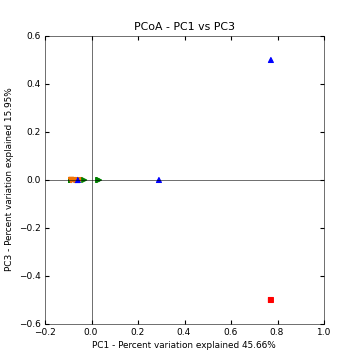 PCoA - PC1 vs PC3
0.6
0.4
0.2
0.0
−0.2
−0.4
−0.6
PC3 - Percent variation explained 15.95%
−0.2 0.0 0.2 0.4 0.6 0.8 1.0
PC1 - Percent variation explained 45.66%